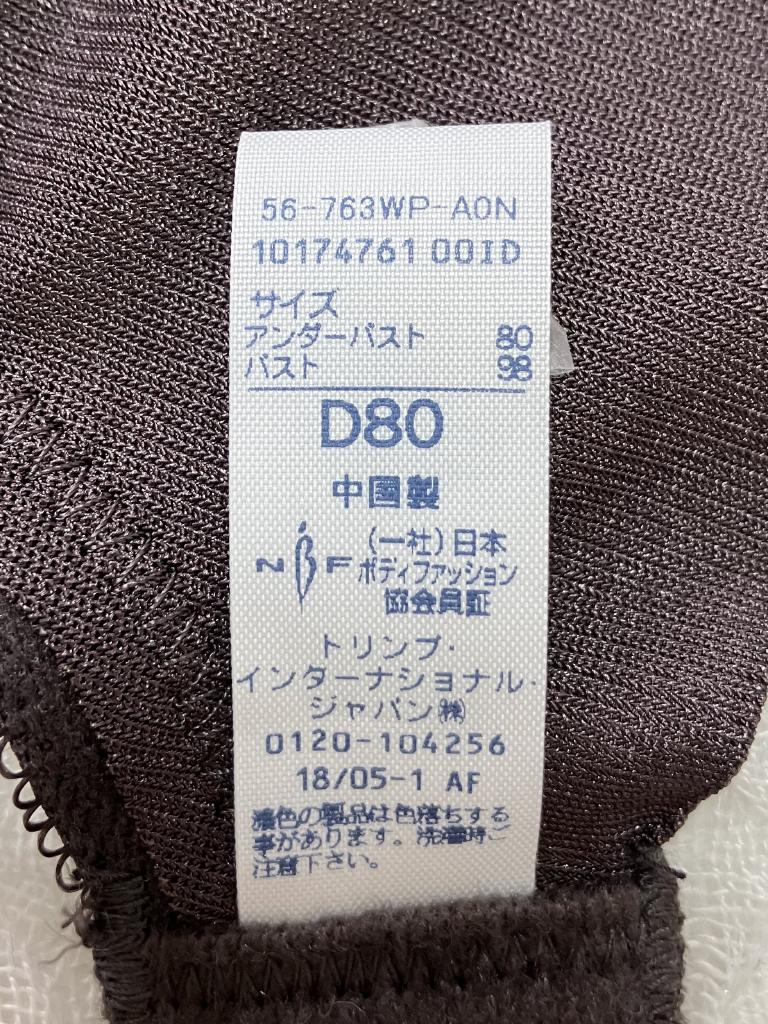 56-763WP-A0N
10174761 00ID
サイズ
アンダーバスト 80
バスト 98
D80
中国製
NBF (一社)日本
ボディファッション
協会員証
トリンプ・
インターナショナル・
ジャパン㈱
0120-104256
18/05-1 AF
濃色の製品は色落ちする
事があります。洗濯時ご
注意下さい。